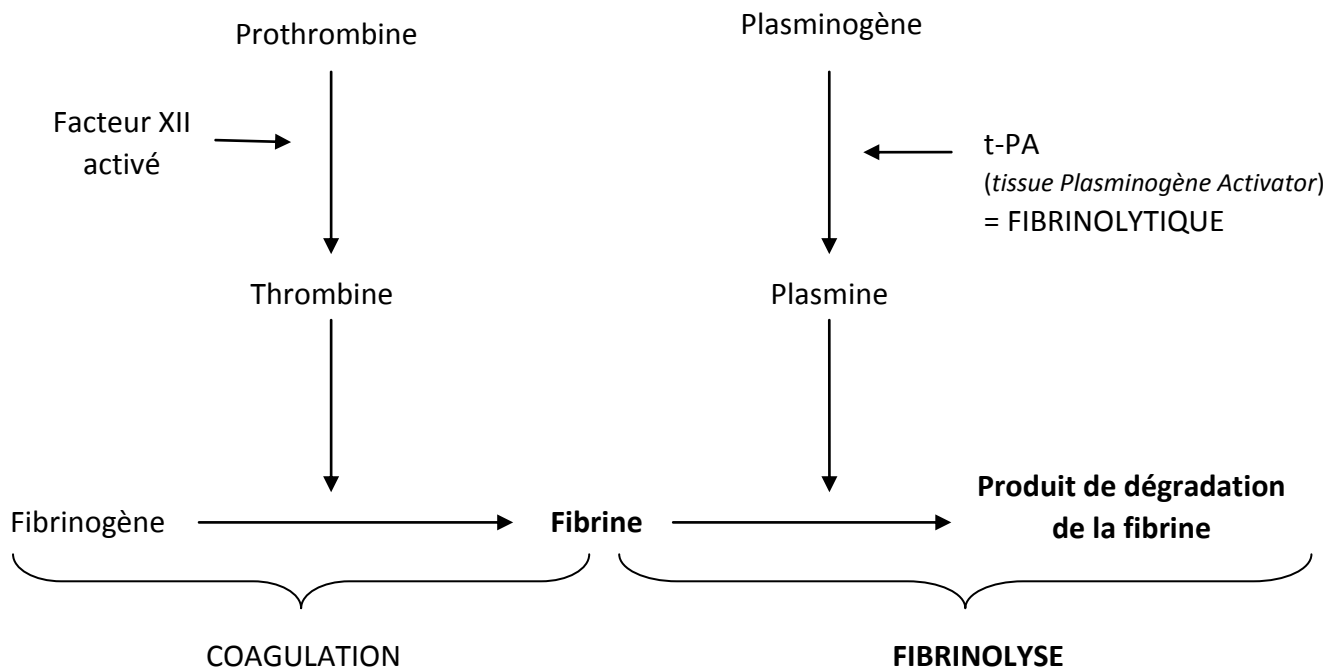 Prothrombine
Plasminogène
Facteur XII
activé
t-PA
(tissue Plasminogène Activator)
= FIBRINOLYTIQUE
Thrombine
Plasmine
Fibrinogène
Fibrine
Produit de dégradation
de la fibrine
COAGULATION
FIBRINOLYSE